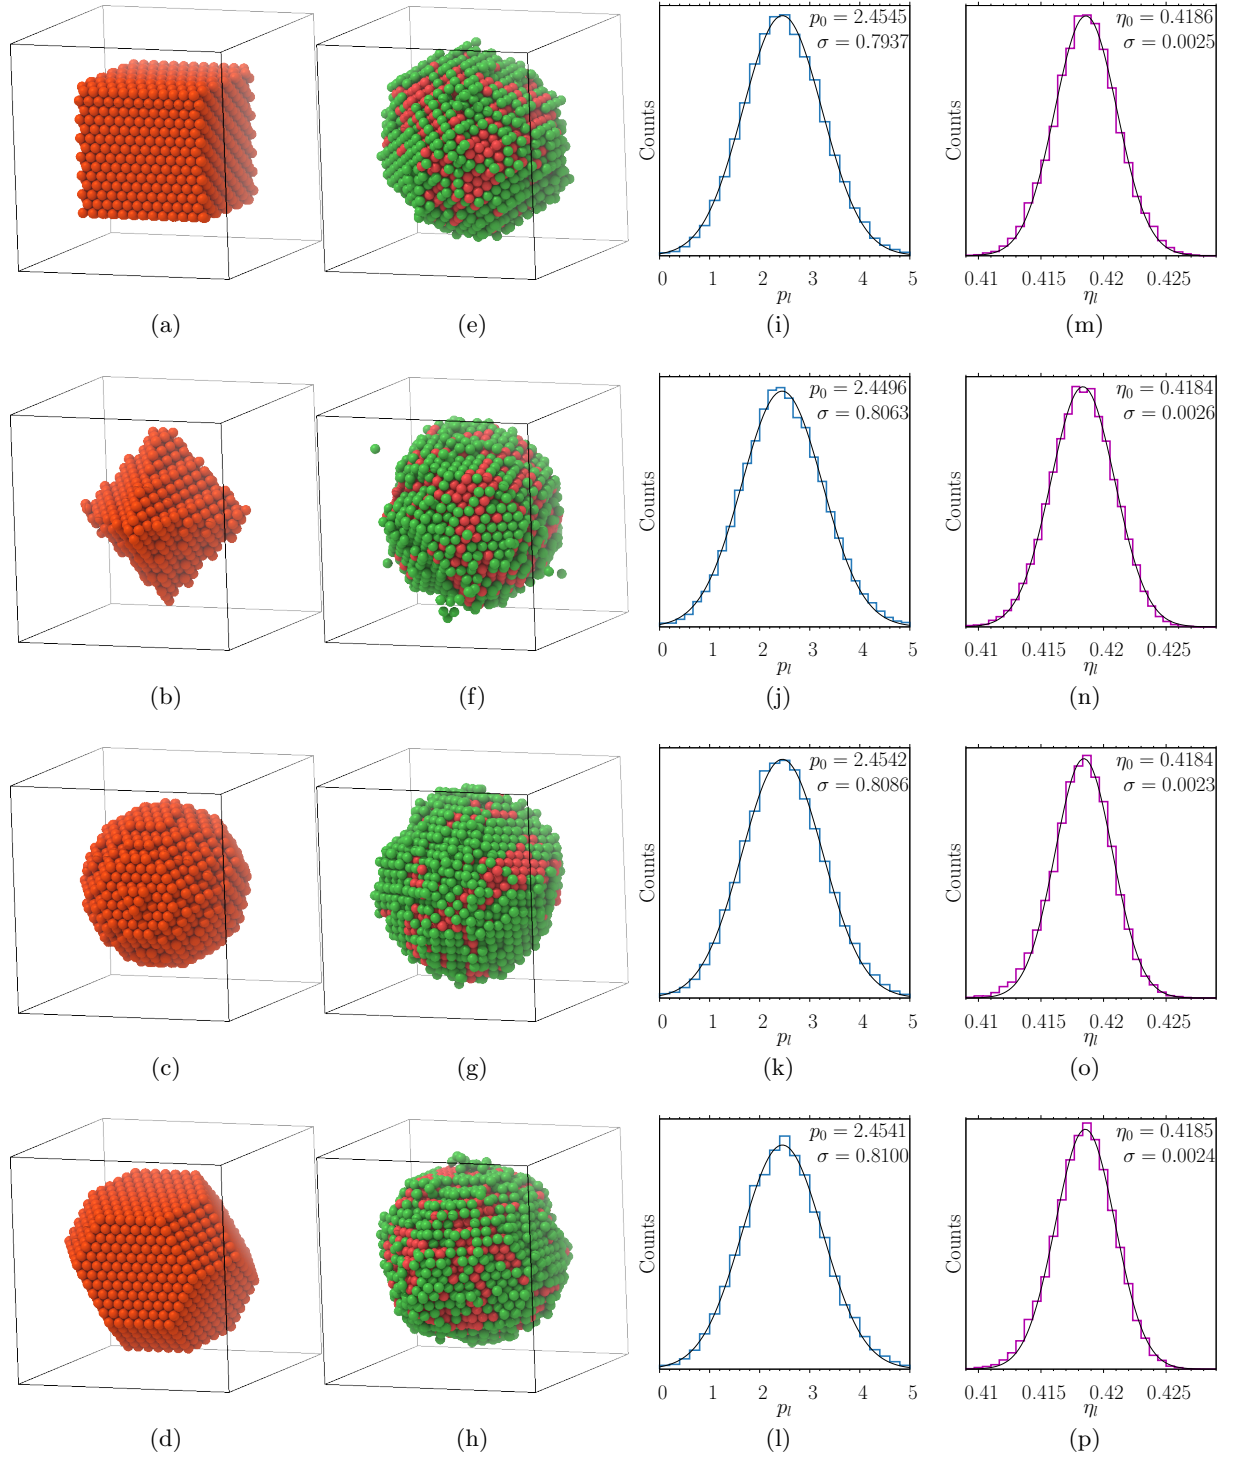 p₀ = 2.4545
σ = 0.7937
Counts
0 1 2 3 4 5
pₗ
η₀ = 0.4186
σ = 0.0025
Counts
0.41 0.415 0.42 0.425
ηₗ
(a) (e) (i) (m)
p₀ = 2.4496
σ = 0.8063
Counts
0 1 2 3 4 5
pₗ
η₀ = 0.4184
σ = 0.0026
Counts
0.41 0.415 0.42 0.425
ηₗ
(b) (f) (j) (n)
p₀ = 2.4542
σ = 0.8086
Counts
0 1 2 3 4 5
pₗ
η₀ = 0.4184
σ = 0.0023
Counts
0.41 0.415 0.42 0.425
ηₗ
(c) (g) (k) (o)
p₀ = 2.4541
σ = 0.8100
Counts
0 1 2 3 4 5
pₗ
η₀ = 0.4185
σ = 0.0024
Counts
0.41 0.415 0.42 0.425
ηₗ
(d) (h) (l) (p)